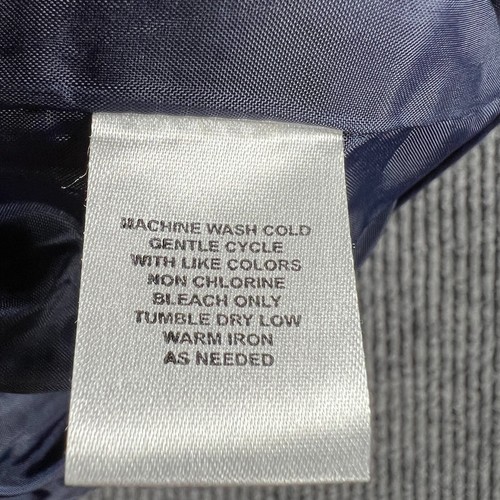 MACHINE WASH COLD
GENTLE CYCLE
WITH LIKE COLORS
NON CHLORINE
BLEACH ONLY
TUMBLE DRY LOW
WARM IRON
AS NEEDED